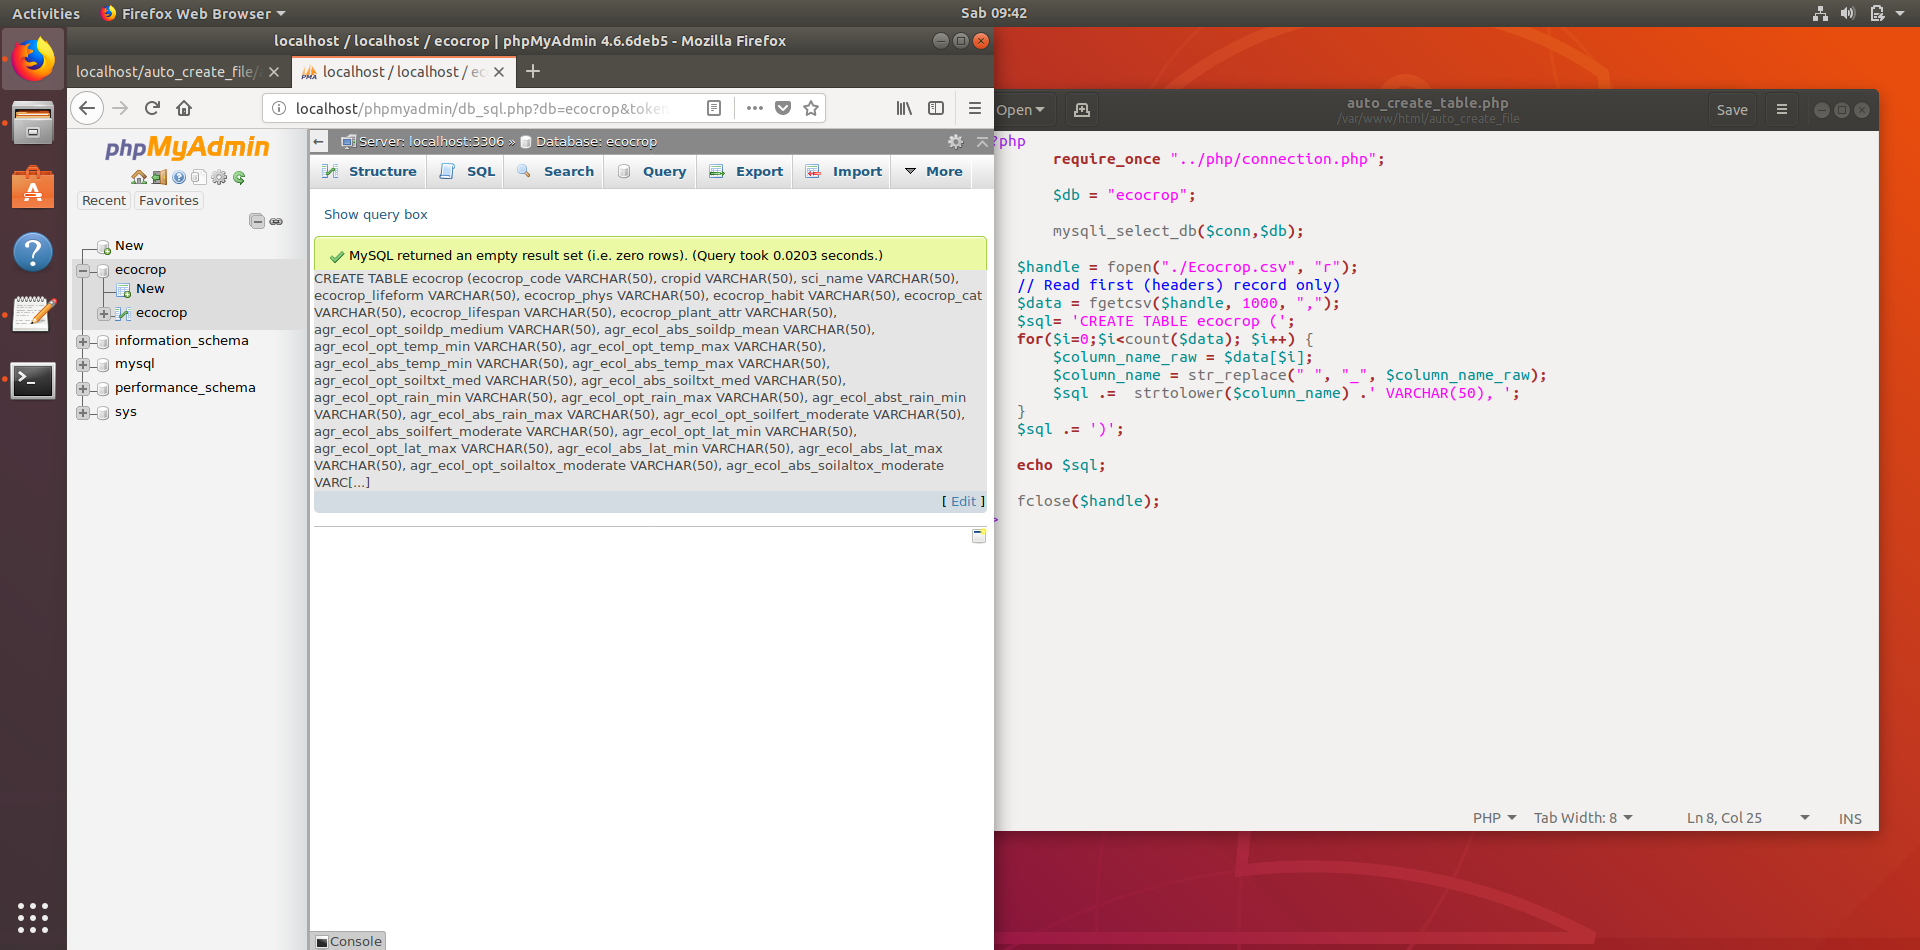 Activities
Firefox Web Browser
Sab 09:42
localhost / localhost / ecocrop | phpMyAdmin 4.6.6deb5 - Mozilla Firefox
localhost/auto_create_file/
localhost / localhost / ec
localhost/phpmyadmin/db_sql.php?db=ecocrop&token
phpMyAdmin
Recent
Favorites
New
ecocrop
New
ecocrop
information_schema
mysql
performance_schema
sys
Server: localhost:3306 » Database: ecocrop
Structure
SQL
Search
Query
Export
Import
More
Show query box
MySQL returned an empty result set (i.e. zero rows). (Query took 0.0203 seconds.)
CREATE TABLE ecocrop (ecocrop_code VARCHAR(50), cropid VARCHAR(50), sci_name VARCHAR(50),
ecocrop_lifeform VARCHAR(50), ecocrop_phys VARCHAR(50), ecocrop_habit VARCHAR(50), ecocrop_cat
VARCHAR(50), ecocrop_lifespan VARCHAR(50), ecocrop_plant_attr VARCHAR(50),
agr_ecol_opt_soildp_medium VARCHAR(50), agr_ecol_abs_soildp_mean VARCHAR(50),
agr_ecol_opt_temp_min VARCHAR(50), agr_ecol_opt_temp_max VARCHAR(50),
agr_ecol_abs_temp_min VARCHAR(50), agr_ecol_abs_temp_max VARCHAR(50),
agr_ecol_opt_soiltxt_med VARCHAR(50), agr_ecol_abs_soiltxt_med VARCHAR(50),
agr_ecol_opt_rain_min VARCHAR(50), agr_ecol_opt_rain_max VARCHAR(50), agr_ecol_abst_rain_min
VARCHAR(50), agr_ecol_abs_rain_max VARCHAR(50), agr_ecol_opt_soilfert_moderate VARCHAR(50),
agr_ecol_abs_soilfert_moderate VARCHAR(50), agr_ecol_opt_lat_min VARCHAR(50),
agr_ecol_opt_lat_max VARCHAR(50), agr_ecol_abs_lat_min VARCHAR(50), agr_ecol_abs_lat_max
VARCHAR(50), agr_ecol_opt_soilaltox_moderate VARCHAR(50), agr_ecol_abs_soilaltox_moderate
VARC[...]
[ Edit ]
Console
Open
auto_create_table.php
/var/www/html/auto_create_file
Save
?php
require_once "../php/connection.php";
$db = "ecocrop";
mysqli_select_db($conn,$db);
$handle = fopen("./Ecocrop.csv", "r");
// Read first (headers) record only)
$data = fgetcsv($handle, 1000, ",");
$sql= 'CREATE TABLE ecocrop (';
for($i=0;$i<count($data); $i++) {
$column_name_raw = $data[$i];
$column_name = str_replace(" ", "_", $column_name_raw);
$sql .=  strtolower($column_name) .' VARCHAR(50), ';
}
$sql .= ')';
echo $sql;
fclose($handle);
>
PHP
Tab Width: 8
Ln 8, Col 25
INS